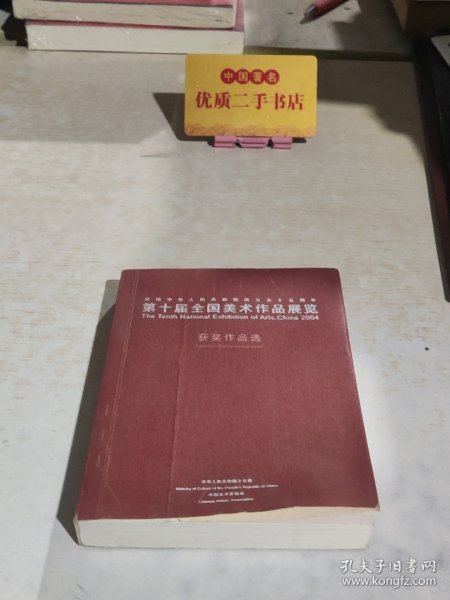 中国著名
优质二手书店
庆祝中华人民共和国成立五十五周年
第十届全国美术作品展览
The Tenth National Exhibition of Arts, China 2004
获奖作品选
中华人民共和国文化部
Ministry of Culture of the People's Republic of China
中国美术家协会
Chinese Artists' Association
孔夫子旧书网
www.kongfz.com